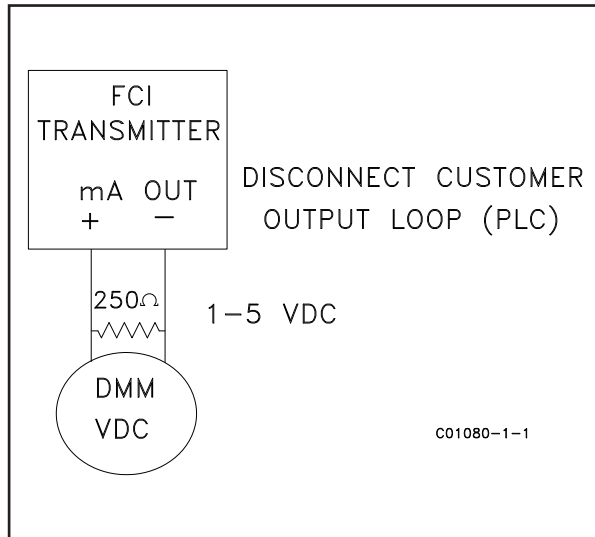 FCI
TRANSMITTER
mA OUT
+ −
DISCONNECT CUSTOMER
OUTPUT LOOP (PLC)
250Ω
1−5 VDC
DMM
VDC
C01080−1−1